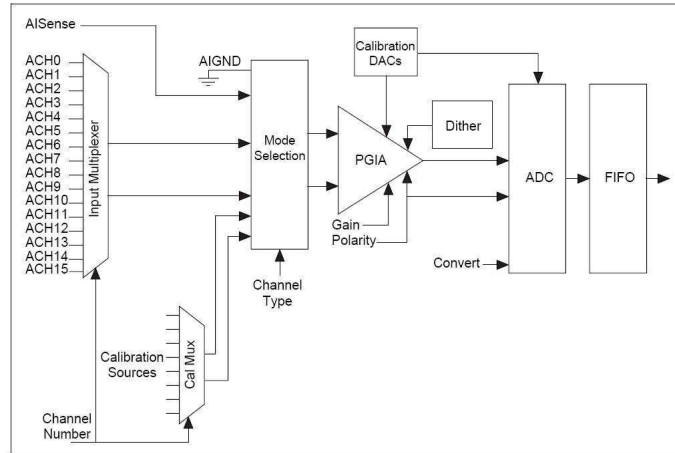 AISense
ACH0
ACH1
ACH2
ACH3
ACH4
ACH5
ACH6
ACH7
ACH8
ACH9
ACH10
ACH11
ACH12
ACH13
ACH14
ACH15
Input Multiplexer
AIGND
Mode
Selection
Channel
Type
Calibration
DACs
Dither
PGIA
Gain
Polarity
Convert
ADC
FIFO
Calibration
Sources
Cal Mux
Channel
Number